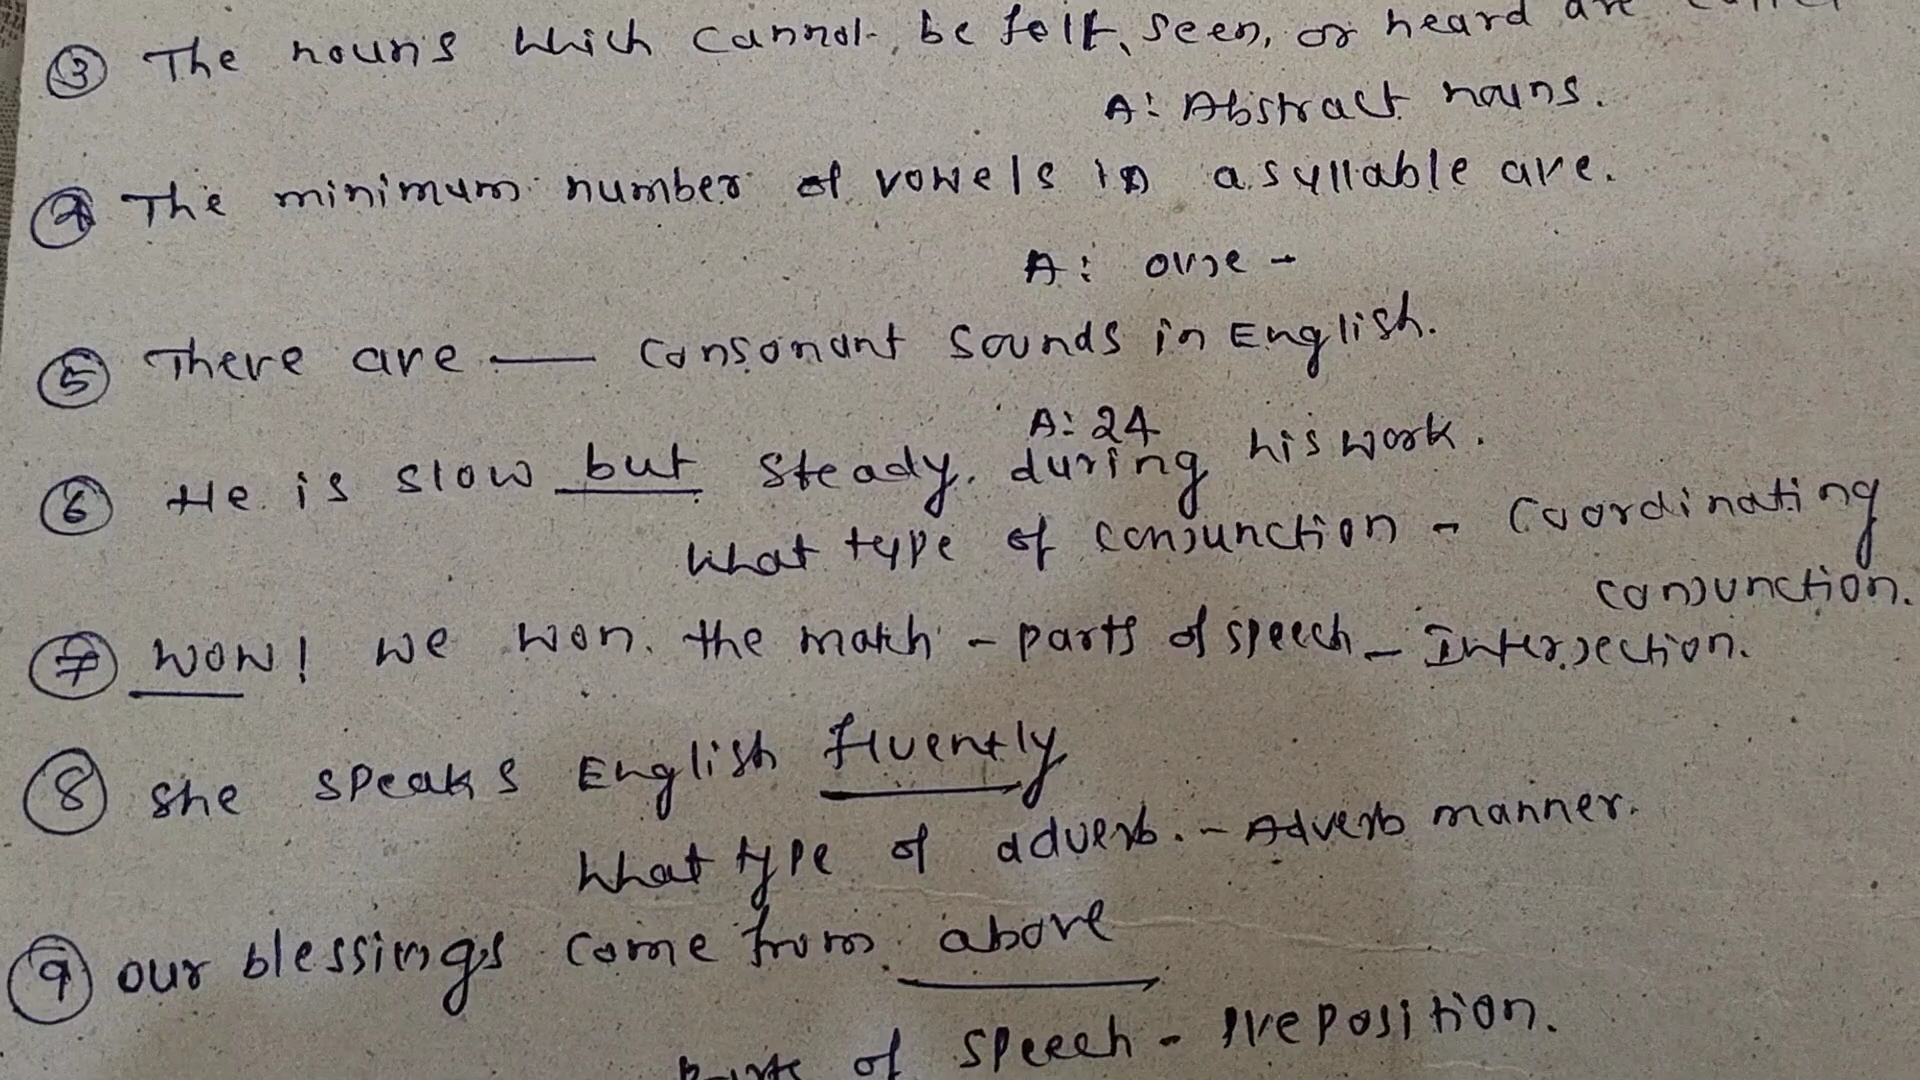 ③ The nouns which cannot be felt, seen, or heard are
A: Abstract nouns.
④ The minimum number of vowels in a syllable are.
A: one -
⑤ There are —— consonant sounds in English.
A: 24
⑥ He is slow but steady. during his work.
What type of conjunction - Coordinating
conjunction.
⑦ Wow! We won. the match - parts of speech - Interjection.
⑧ She speaks English fluently
What type of adverb. - Adverb manner.
⑨ our blessings come from above
Parts of speech - Preposition.